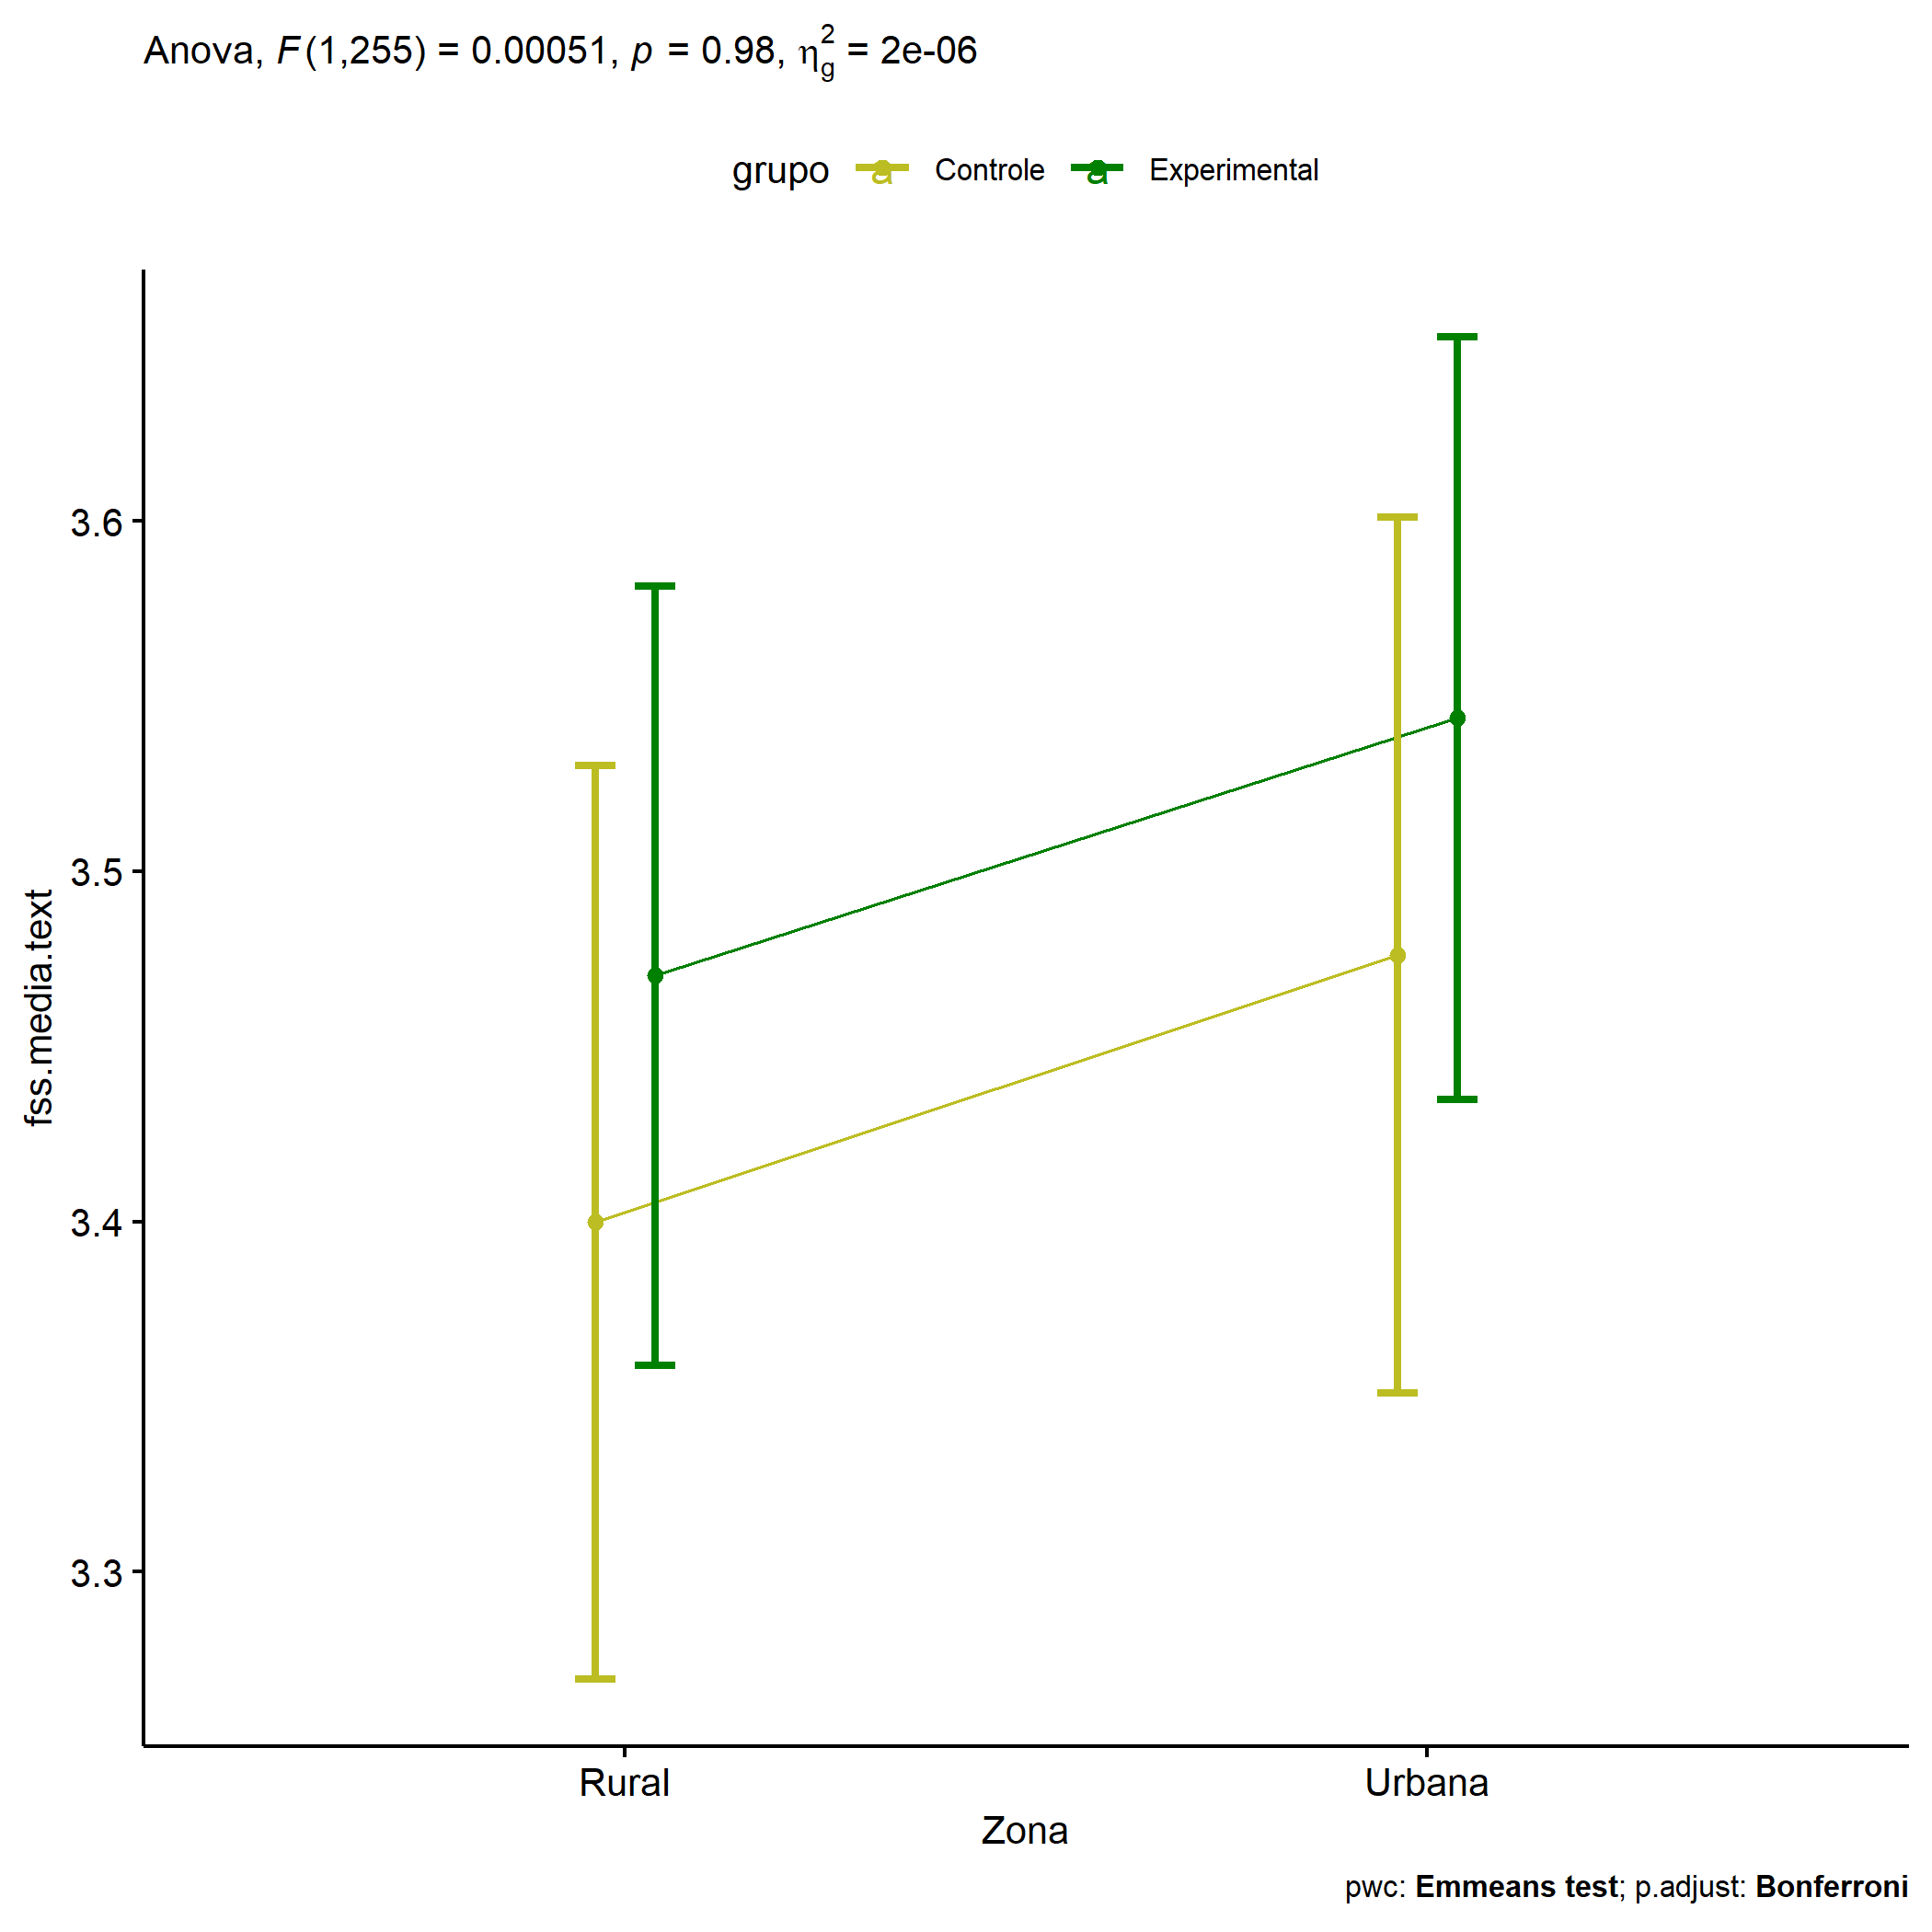 Anova, F(1,255) = 0.00051, p = 0.98, η²g = 2e-06
grupo a Controle a Experimental
3.6
3.5
3.4
3.3
fss.media.text
Rural Urbana
Zona
pwc: Emmeans test; p.adjust: Bonferroni